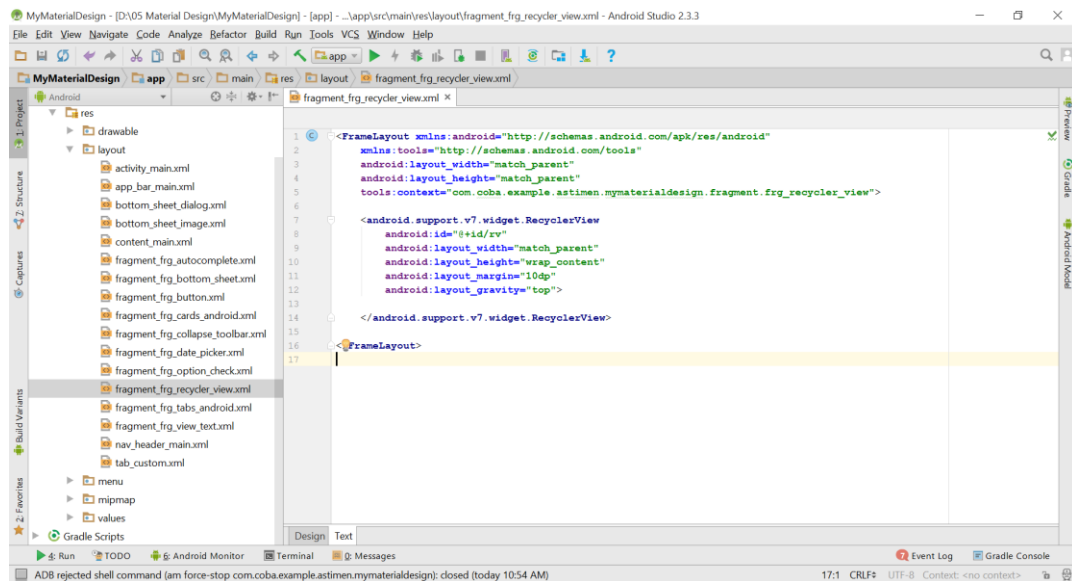 MyMaterialDesign - [D:\05 Material Design\MyMaterialDesign] - [app] - ...\app\src\main\res\layout\fragment_frg_recycler_view.xml - Android Studio 2.3.3
File Edit View Navigate Code Analyze Refactor Build Run Tools VCS Window Help
app
MyMaterialDesign app src main res layout fragment_frg_recycler_view.xml
Android
fragment_frg_recycler_view.xml
1: Project
Z: Structure
Captures
Build Variants
2: Favorites
res
drawable
layout
activity_main.xml
app_bar_main.xml
bottom_sheet_dialog.xml
bottom_sheet_image.xml
content_main.xml
fragment_frg_autocomplete.xml
fragment_frg_bottom_sheet.xml
fragment_frg_button.xml
fragment_frg_cards_android.xml
fragment_frg_collapse_toolbar.xml
fragment_frg_date_picker.xml
fragment_frg_option_check.xml
fragment_frg_recycler_view.xml
fragment_frg_tabs_android.xml
fragment_frg_view_text.xml
nav_header_main.xml
tab_custom.xml
menu
mipmap
values
Gradle Scripts
1 C <FrameLayout xmlns:android="http://schemas.android.com/apk/res/android"
2 xmlns:tools="http://schemas.android.com/tools"
3 android:layout_width="match_parent"
4 android:layout_height="match_parent"
5 tools:context="com.coba.example.astimen.mymaterialdesign.fragment.frg_recycler_view">
6
7 <android.support.v7.widget.RecyclerView
8 android:id="@+id/rv"
9 android:layout_width="match_parent"
10 android:layout_height="wrap_content"
11 android:layout_margin="10dp"
12 android:layout_gravity="top">
13
14 </android.support.v7.widget.RecyclerView>
15
16 <FrameLayout>
17
Preview
Gradle
Android Model
Design Text
4: Run TODO 6: Android Monitor Terminal 0: Messages 7 Event Log Gradle Console
ADB rejected shell command (am force-stop com.coba.example.astimen.mymaterialdesign): closed (today 10:54 AM) 17:1 CRLF UTF-8 Context: <no context>